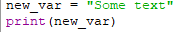 new_var = "Some text"
print(new_var)